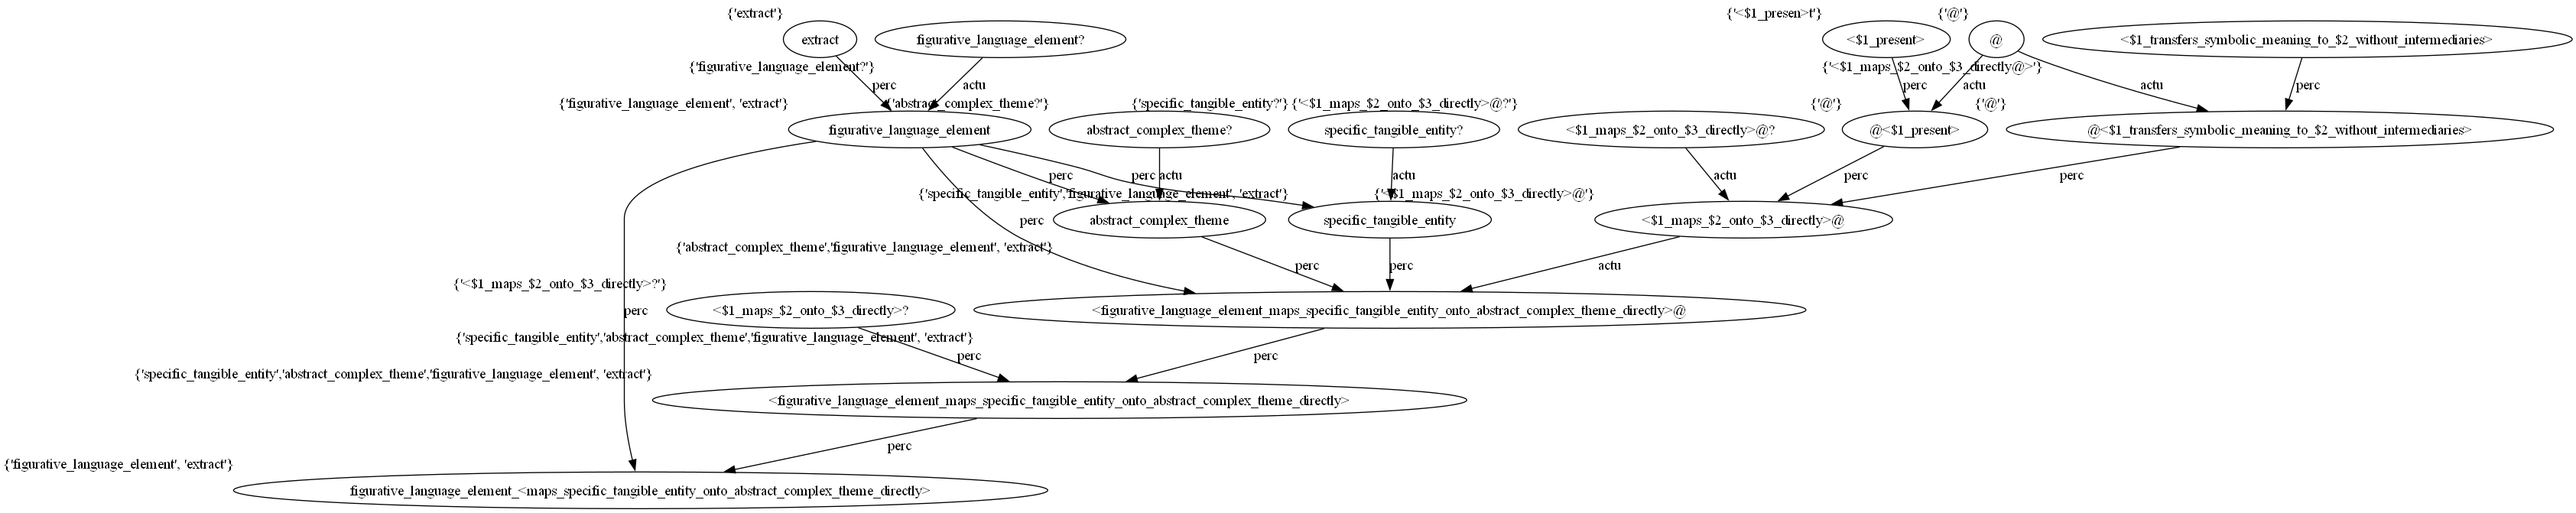 {'extract'}
{'<$1_presen>t'}
{'@'}
extract
figurative_language_element?
<$1_present>
@
<$1_transfers_symbolic_meaning_to_$2_without_intermediaries>
{'figurative_language_element?'}
{'<$1_maps_$2_onto_$3_directly@>'}
perc
actu
perc
actu
actu
perc
{'figurative_language_element', 'extract'}
{'abstract_complex_theme?'}
{'specific_tangible_entity?'}
{'<$1_maps_$2_onto_$3_directly>@?'}
{'@'}
{'@'}
figurative_language_element
abstract_complex_theme?
specific_tangible_entity?
<$1_maps_$2_onto_$3_directly>@?
@<$1_present>
@<$1_transfers_symbolic_meaning_to_$2_without_intermediaries>
perc
perc
actu
actu
actu
perc
perc
{'specific_tangible_entity','figurative_language_element', 'extract'}
{'<$1_maps_$2_onto_$3_directly>@'}
perc
abstract_complex_theme
specific_tangible_entity
<$1_maps_$2_onto_$3_directly>@
{'abstract_complex_theme','figurative_language_element', 'extract'}
perc
perc
actu
{'<$1_maps_$2_onto_$3_directly>?'}
perc
<$1_maps_$2_onto_$3_directly>?
<figurative_language_element_maps_specific_tangible_entity_onto_abstract_complex_theme_directly>@
{'specific_tangible_entity','abstract_complex_theme','figurative_language_element', 'extract'}
perc
perc
{'specific_tangible_entity','abstract_complex_theme','figurative_language_element', 'extract'}
<figurative_language_element_maps_specific_tangible_entity_onto_abstract_complex_theme_directly>
perc
{'figurative_language_element', 'extract'}
figurative_language_element_<maps_specific_tangible_entity_onto_abstract_complex_theme_directly>